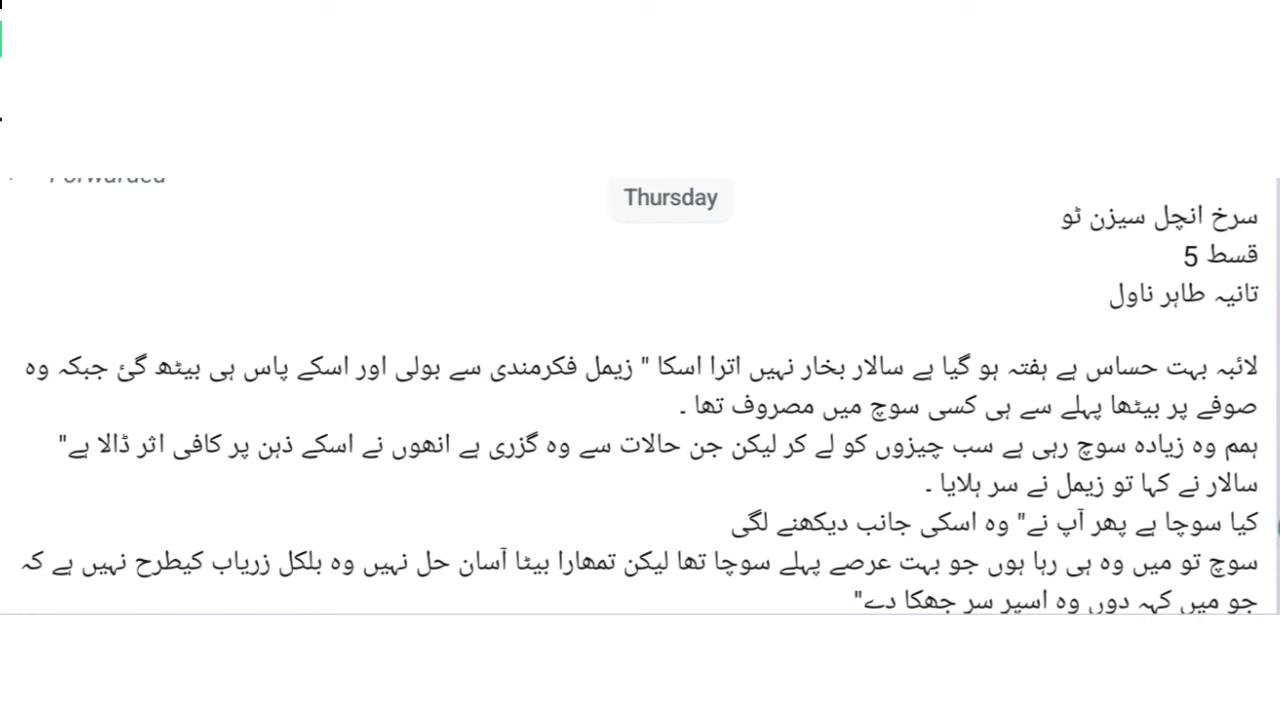 Forwarded
Thursday
سرخ انچل سیزن ٹو
قسط 5
تانیہ طاہر ناول
لائبہ بہت حساس ہے ہفتہ ہو گیا ہے سالار بخار نہیں اترا اسکا " زیمل فکرمندی سے بولی اور اسکے پاس ہی بیٹھ گئ جبکہ وہ
صوفے پر بیٹھا پہلے سے ہی کسی سوچ میں مصروف تھا ۔
ہمم وہ زیادہ سوچ رہی ہے سب چیزوں کو لے کر لیکن جن حالات سے وہ گزری ہے انھوں نے اسکے ذہن پر کافی اثر ڈالا ہے"
سالار نے کہا تو زیمل نے سر ہلایا ۔
کیا سوچا ہے پھر آپ نے" وہ اسکی جانب دیکھنے لگی
سوچ تو میں وہ ہی رہا ہوں جو بہت عرصے پہلے سوچا تھا لیکن تمھارا بیٹا آسان حل نہیں وہ بلکل زریاب کیطرح نہیں ہے کہ
جو میں کہہ دوں وہ اسپر سر جھکا دے"